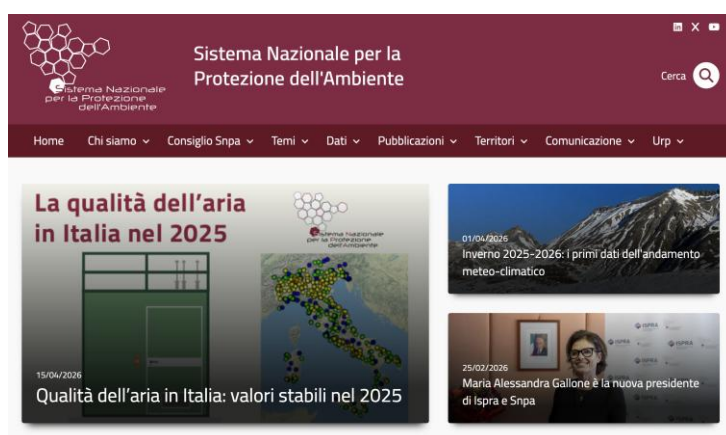 Sistema Nazionale
per la Protezione
dell'Ambiente
Sistema Nazionale per la
Protezione dell'Ambiente
Cerca
Home
Chi siamo
Consiglio Snpa
Temi
Dati
Pubblicazioni
Territori
Comunicazione
Urp
La qualità dell'aria
in Italia nel 2025
Sistema Nazionale
per la Protezione
dell'Ambiente
15/04/2026
Qualità dell'aria in Italia: valori stabili nel 2025
01/04/2026
Inverno 2025-2026: i primi dati dell'andamento
meteo-climatico
ISPRA
25/02/2026
Maria Alessandra Gallone è la nuova presidente
di Ispra e Snpa